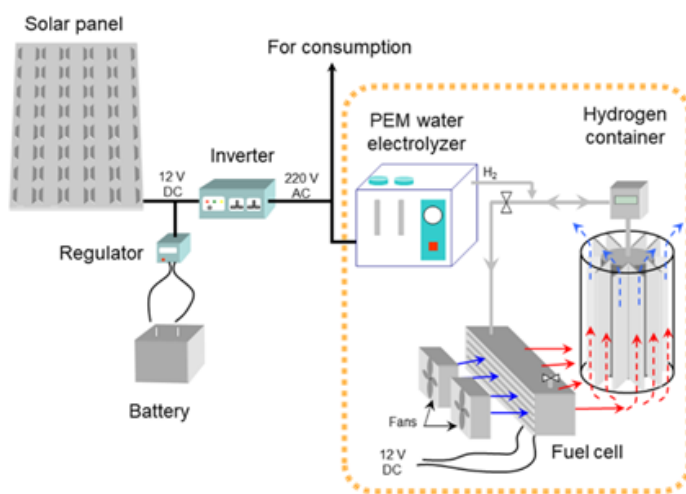 Solar panel
For consumption
PEM water
electrolyzer
Hydrogen
container
Inverter
12 V
DC
220 V
AC
H2
Regulator
Battery
Fans
Fuel cell
12 V
DC